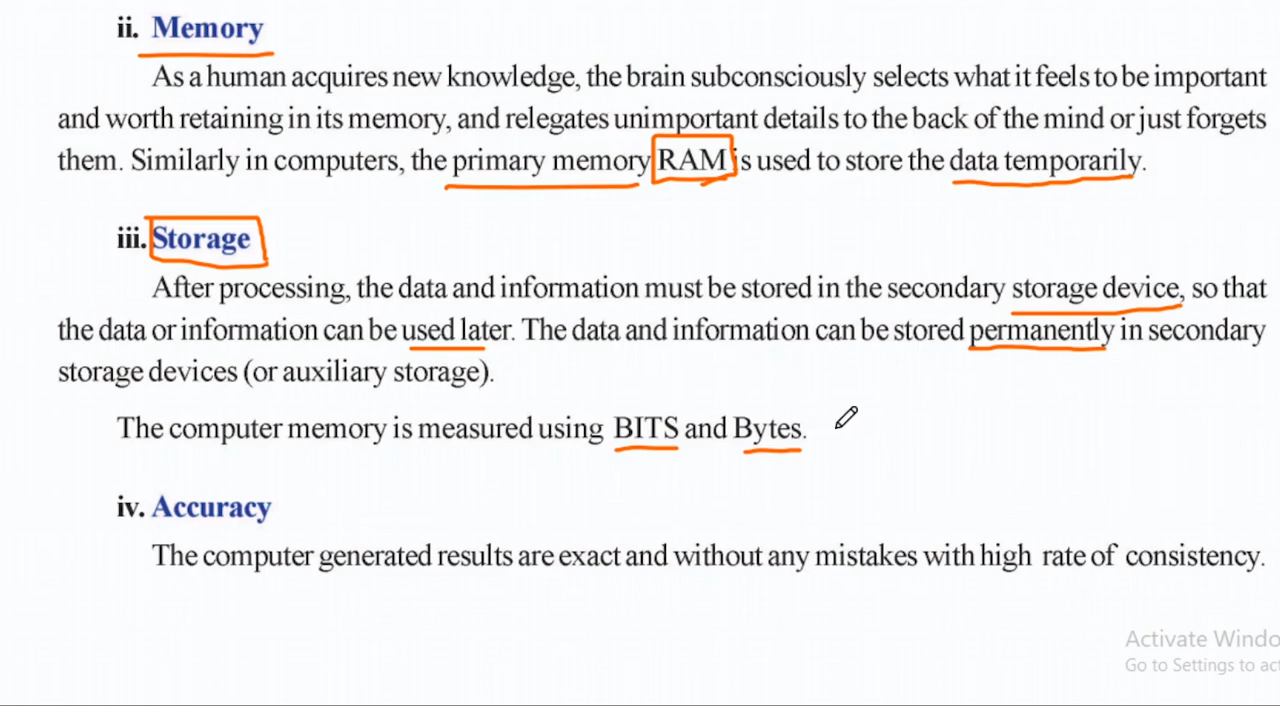 ii. Memory
As a human acquires new knowledge, the brain subconsciously selects what it feels to be important
and worth retaining in its memory, and relegates unimportant details to the back of the mind or just forgets
them. Similarly in computers, the primary memory RAM is used to store the data temporarily.
iii. Storage
After processing, the data and information must be stored in the secondary storage device, so that
the data or information can be used later. The data and information can be stored permanently in secondary
storage devices (or auxiliary storage).
The computer memory is measured using BITS and Bytes.
iv. Accuracy
The computer generated results are exact and without any mistakes with high rate of consistency.
Activate Windo
Go to Settings to act